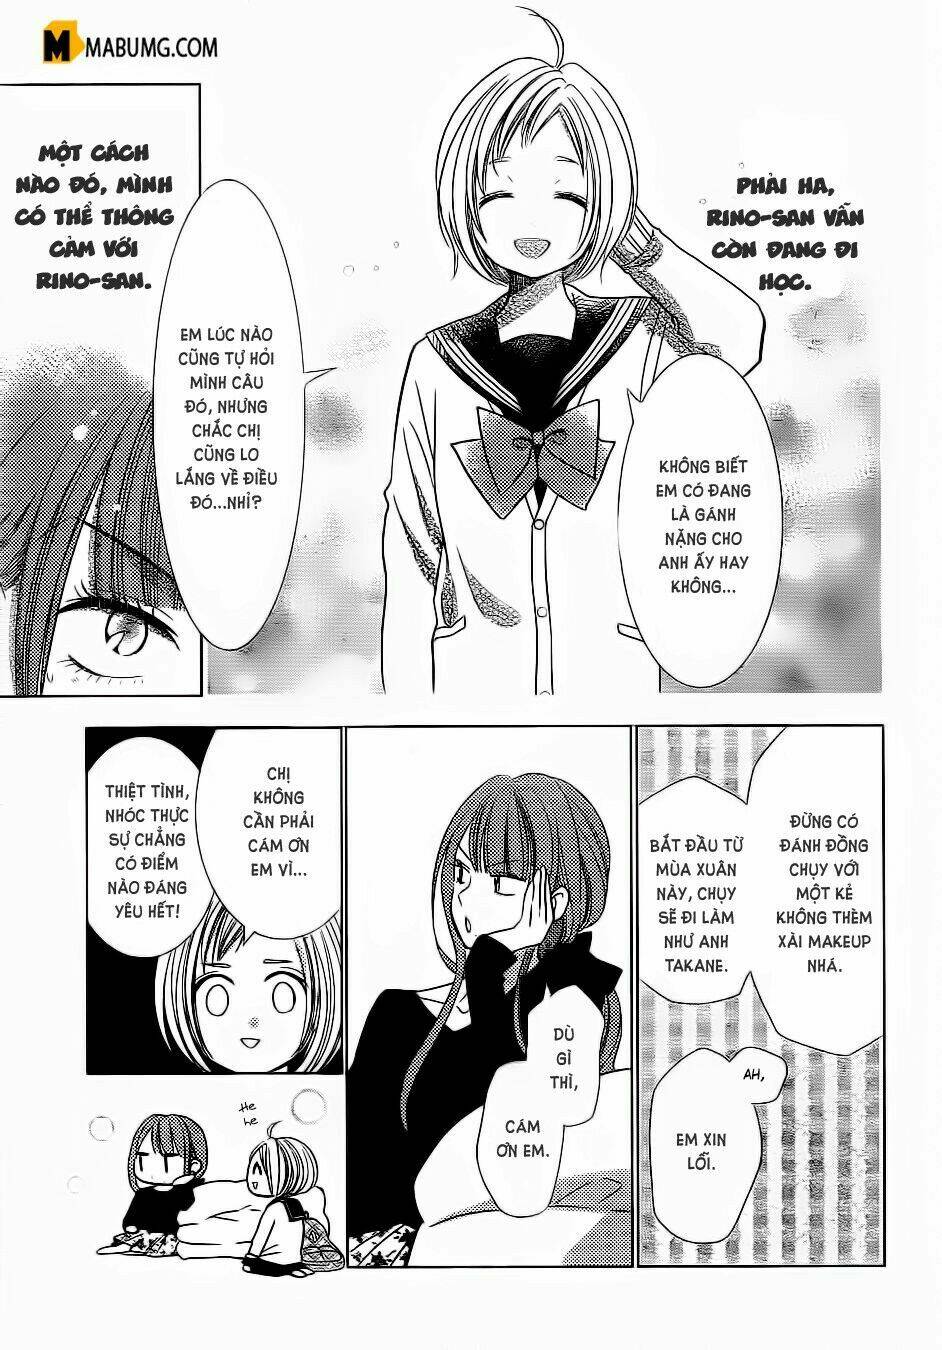 MABUMG.COM
PHẢI HA,
RINO-SAN VẪN
CÒN ĐANG ĐI
HỌC.
KHÔNG BIẾT
EM CÓ ĐANG
LÀ GÁNH
NẶNG CHO
ANH ẤY HAY
KHÔNG...
EM LÚC NÀO
CŨNG TỰ HỎI
MÌNH CÂU
ĐÓ, NHƯNG
CHẮC CHỊ
CŨNG LO
LẮNG VỀ ĐIỀU
ĐÓ...NHỈ?
MỘT CÁCH
NÀO ĐÓ, MÌNH
CÓ THỂ THÔNG
CẢM VỚI
RINO-SAN.
ĐỪNG CÓ
ĐÁNH ĐỒNG
CHỤY VỚI
MỘT KẺ
KHÔNG THÈM
XÀI MAKEUP
NHÁ.
BẮT ĐẦU TỪ
MÙA XUÂN
NÀY, CHỤY
SẼ ĐI LÀM
NHƯ ANH
TAKANE.
AH,
EM XIN
LỖI.
DÙ
GÌ
THÌ,
CÁM
ƠN EM.
CHỊ
KHÔNG
CẦN PHẢI
CÁM ƠN
EM VÌ...
THIỆT TÌNH,
NHÓC THỰC
SỰ CHẲNG
CÓ ĐIỂM
NÀO ĐÁNG
YÊU HẾT!
He
he